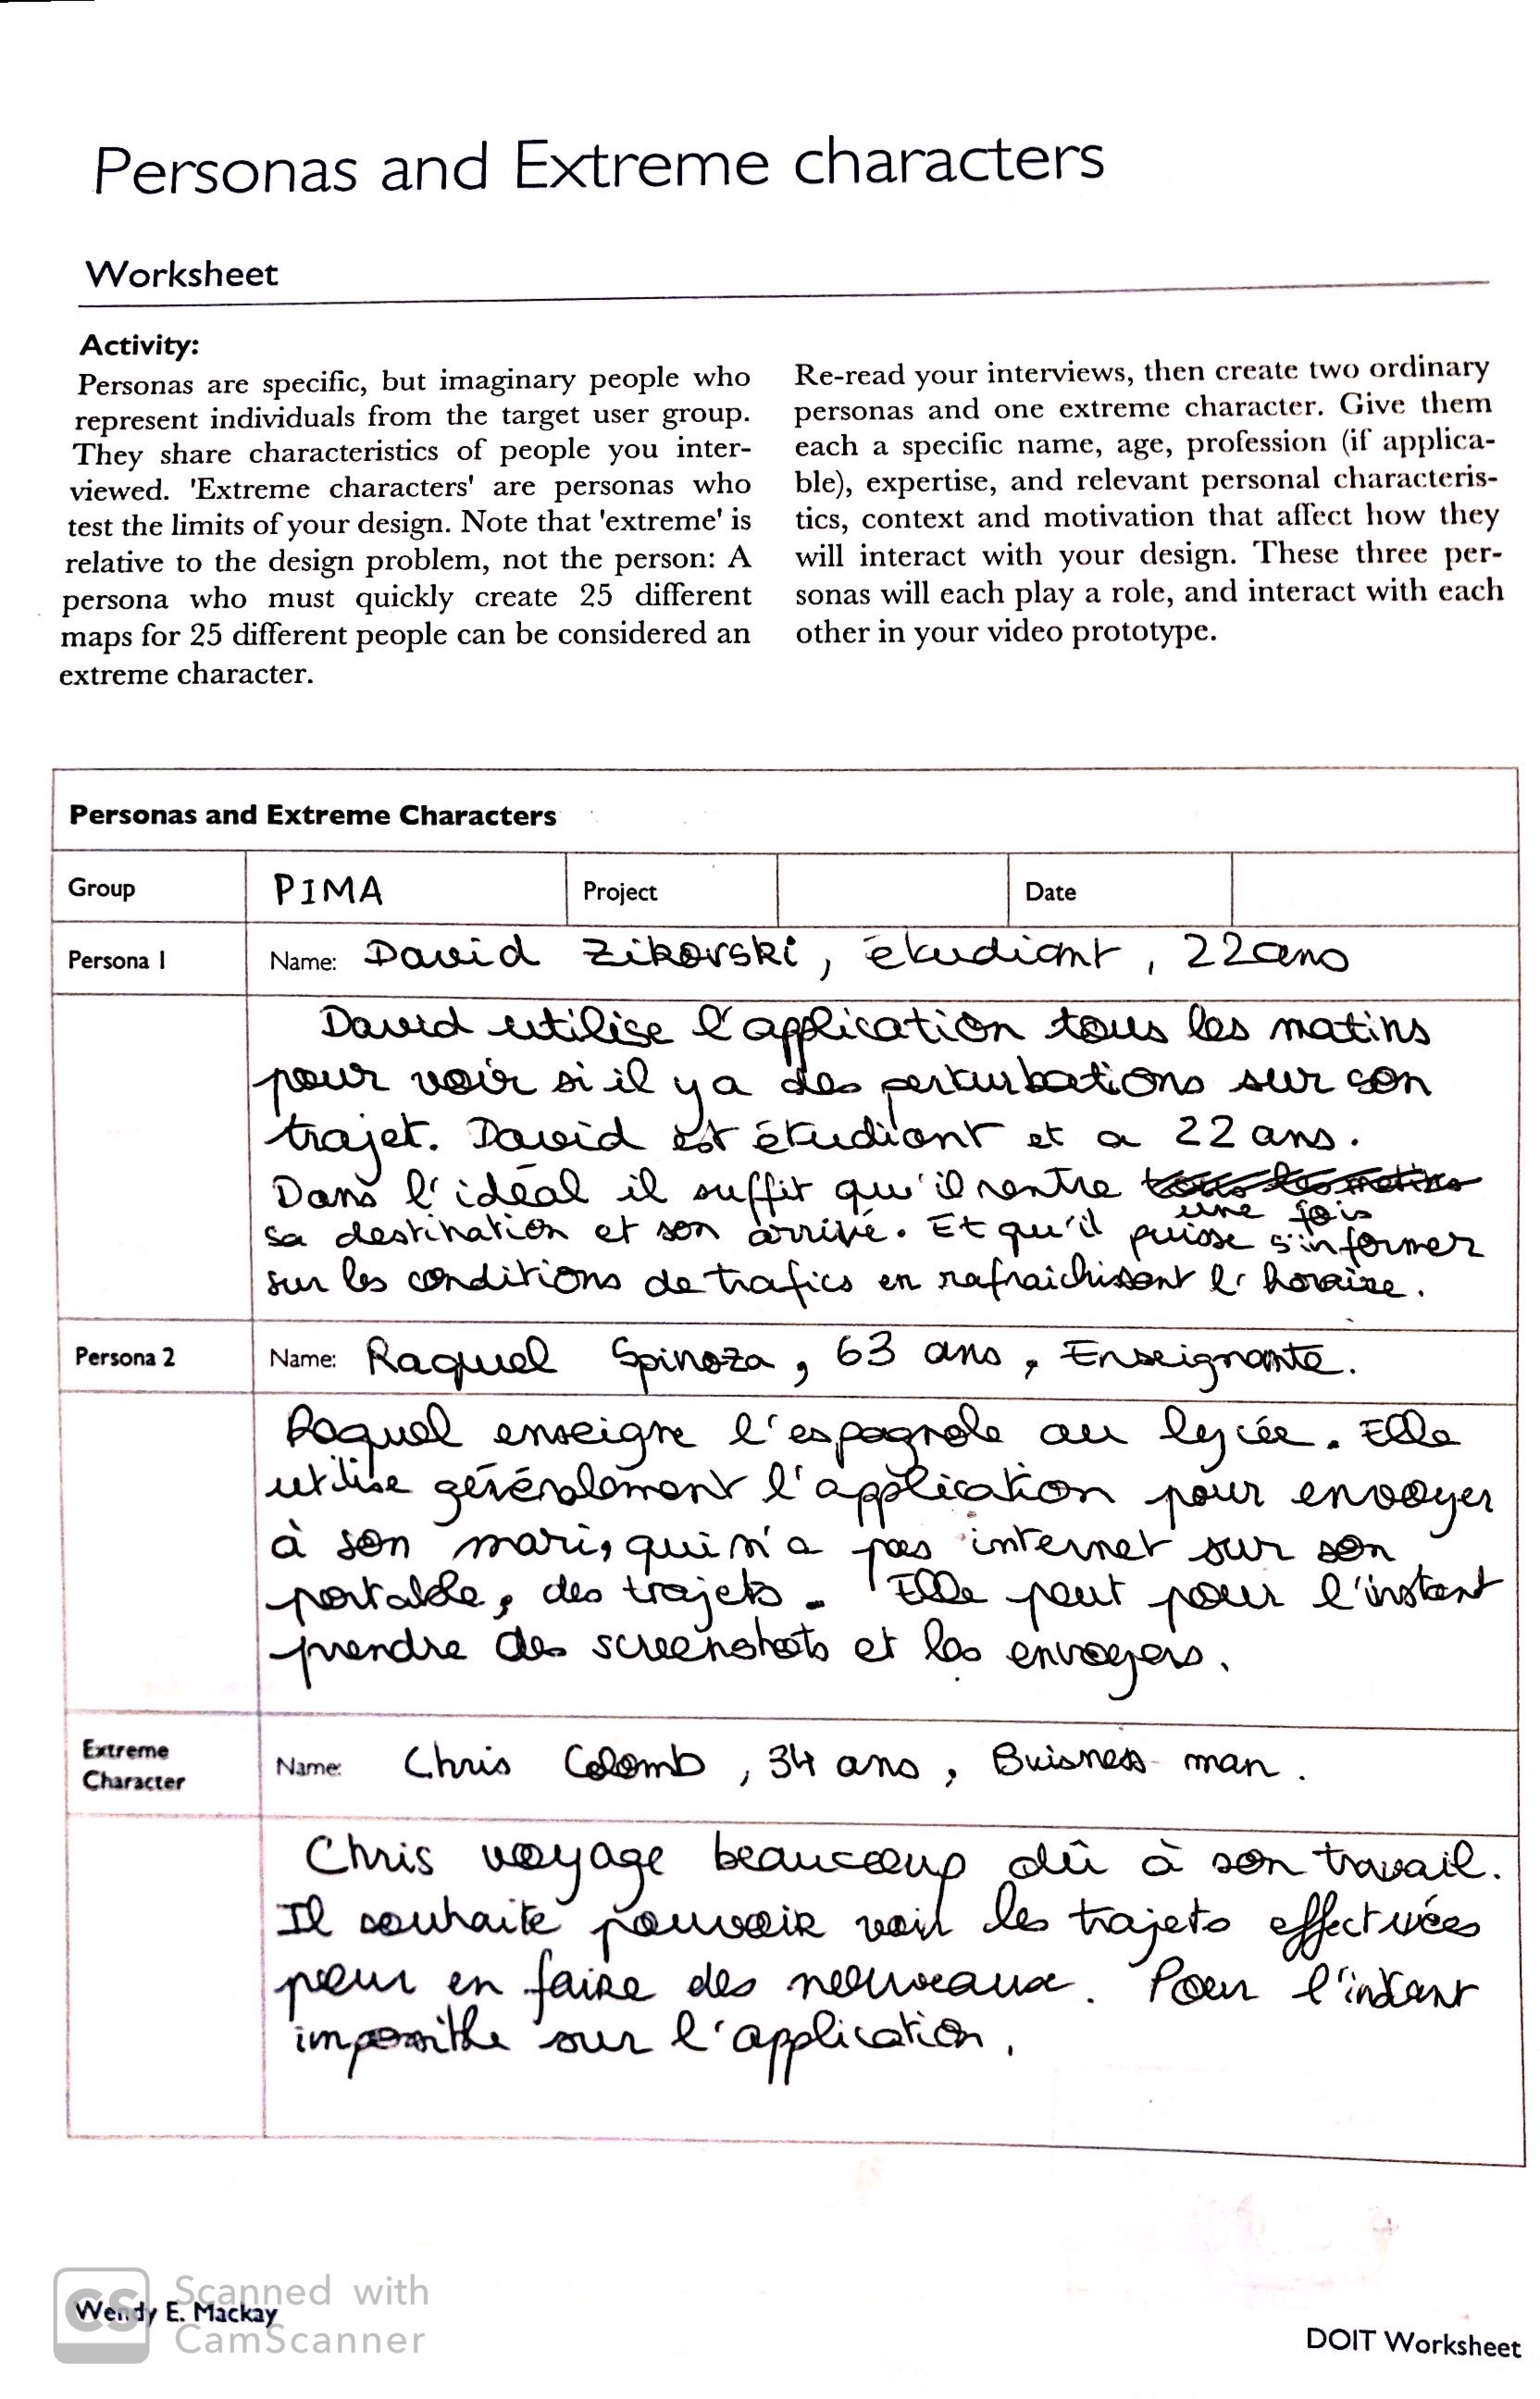 Personas and Extreme characters
Worksheet
Activity:
Personas are specific, but imaginary people who
represent individuals from the target user group.
They share characteristics of people you inter-
viewed. 'Extreme characters' are personas who
test the limits of your design. Note that 'extreme' is
relative to the design problem, not the person: A
persona who must quickly create 25 different
maps for 25 different people can be considered an
extreme character.
Re-read your interviews, then create two ordinary
personas and one extreme character. Give them
each a specific name, age, profession (if applica-
ble), expertise, and relevant personal characteris-
tics, context and motivation that affect how they
will interact with your design. These three per-
sonas will each play a role, and interact with each
other in your video prototype.
Personas and Extreme Characters
Group PIMA Project Date
Persona 1 Name: David Zikovski, étudiant, 22 ans
David utilise l'application tous les matins
pour voir si il y a des perturbations sur son
trajet. David est étudiant et a 22 ans.
Dans l'idéal il suffit qu'il rentre tous les matins
une fois
sa destination et son arrivé. Et qu'il puisse s'informer
sur les conditions de trafics en rafraichissant l'horaire.
Persona 2 Name: Raquel Spinoza, 63 ans, Enseignante.
Raquel enseigne l'espagnole au lycée. Elle
utilise généralement l'application pour envoyer
à son mari, qui n'a pas internet sur son
portable, des trajets. Elle peut pour l'instant
prendre des screenshots et les envoyers.
Extreme
Character Name: Chris Colomb, 34 ans, Buisness man.
Chris voyage beaucoup dû à son travail.
Il souhaite pouvoir voir les trajets effectuées
pour en faire des nouveaux. Pour l'instant
impossible sur l'application.
CS Scanned with
CamScanner
Wendy E. Mackay
DOIT Worksheet